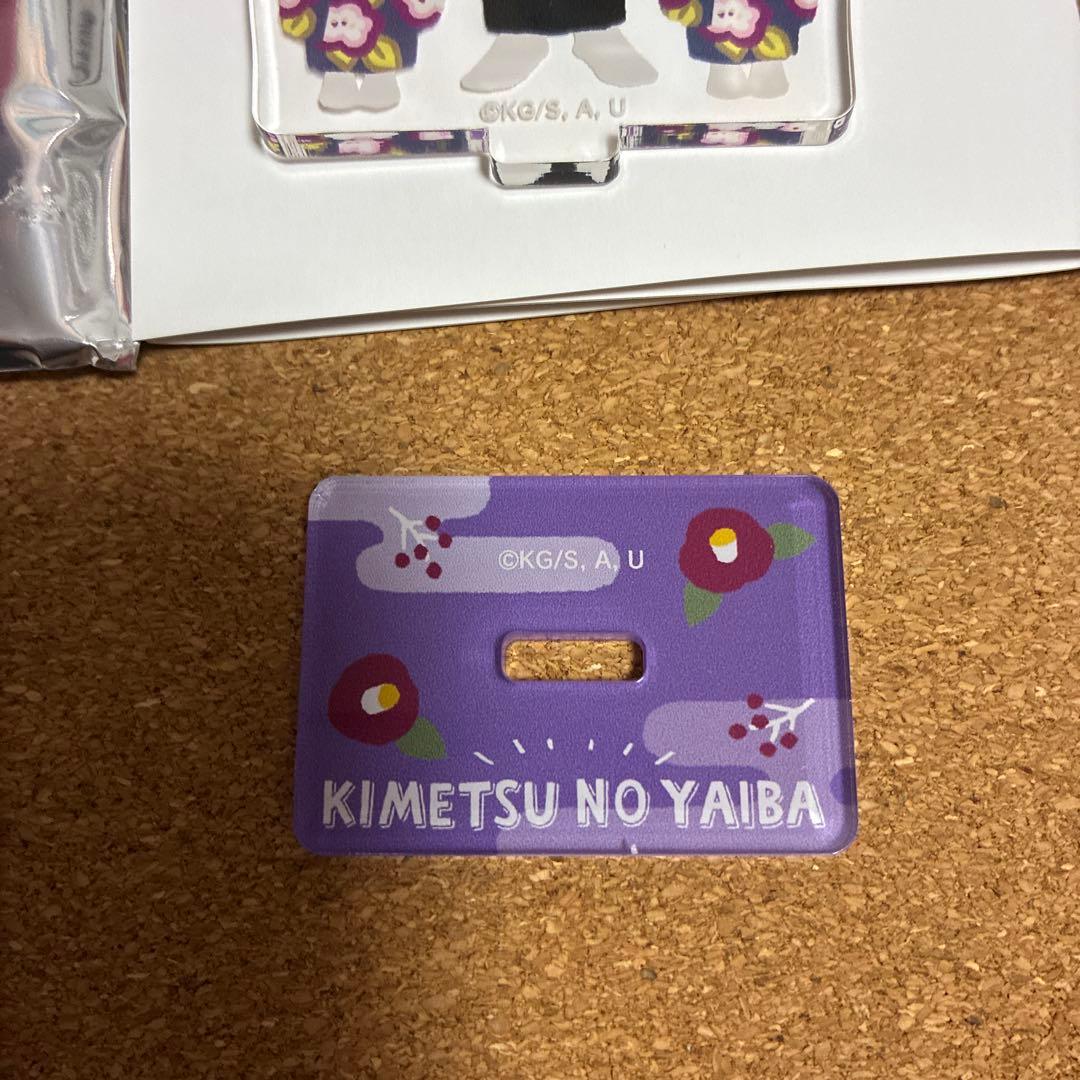 ©KG/S, A, U
©KG/S, A, U
KIMETSU NO YAIBA